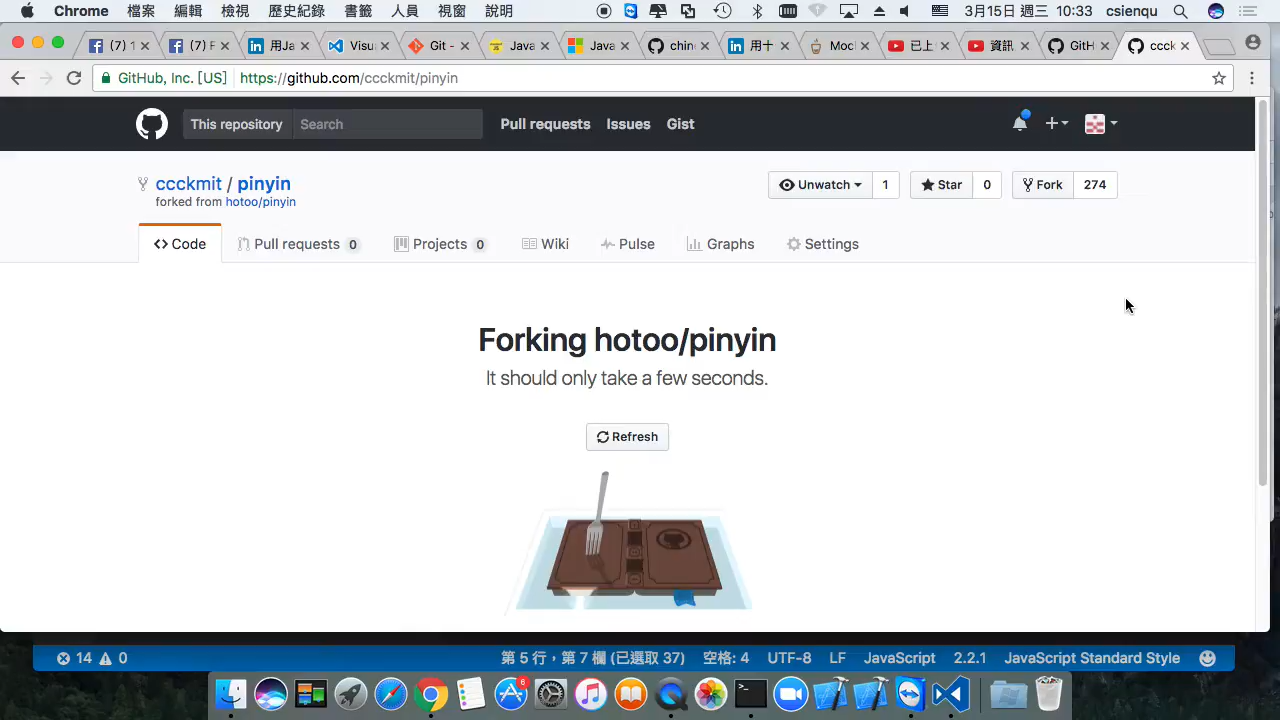 Chrome 檔案 編輯 檢視 歷史紀錄 書籤 人員 視窗 說明 3月15日 週三 10:33 csienqu
(7) 1 (7) F 用Ja Visu Git - Java Java chin 用十 Moc 已上 資訊 GitH ccck
GitHub, Inc. [US] https://github.com/ccckmit/pinyin
This repository Search Pull requests Issues Gist
ccckmit / pinyin Unwatch 1 Star 0 Fork 274
forked from hotoo/pinyin
<> Code Pull requests 0 Projects 0 Wiki Pulse Graphs Settings
Forking hotoo/pinyin
It should only take a few seconds.
Refresh
14 0 第 5 行，第 7 欄 (已選取 37) 空格: 4 UTF-8 LF JavaScript 2.2.1 JavaScript Standard Style
6